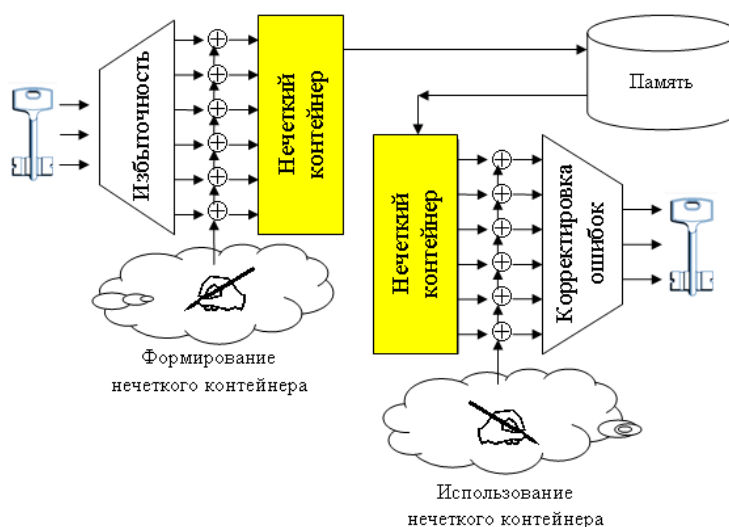 Избыточность
Нечеткий
контейнер
Память
Нечеткий
контейнер
Корректировка
ошибок
Формирование
нечеткого контейнера
Использование
нечеткого контейнера